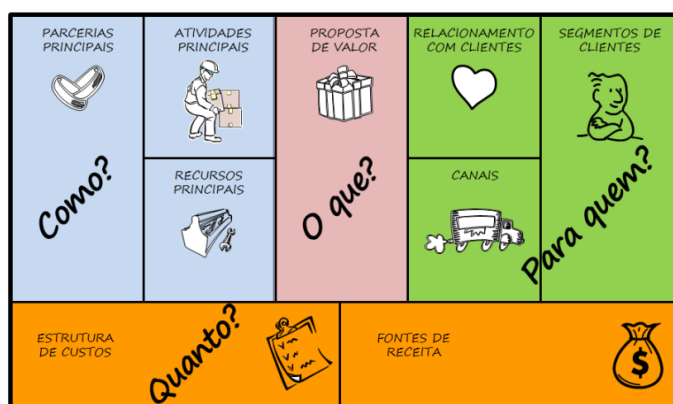 PARCERIAS
PRINCIPAIS
ATIVIDADES
PRINCIPAIS
PROPOSTA
DE VALOR
RELACIONAMENTO
COM CLIENTES
SEGMENTOS DE
CLIENTES
RECURSOS
PRINCIPAIS
CANAIS
Como?
O que?
Para quem?
ESTRUTURA
DE CUSTOS
Quanto?
FONTES DE
RECEITA
$